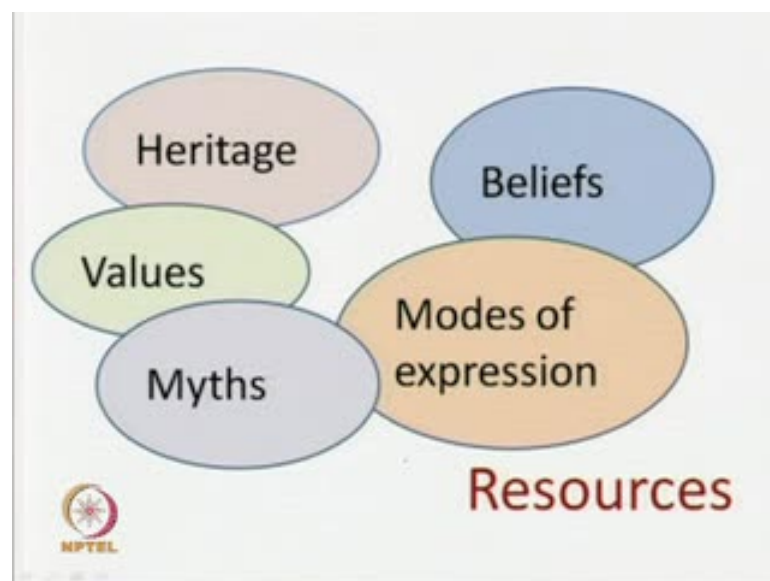 Heritage
Beliefs
Values
Modes of
expression
Myths
Resources
NPTEL